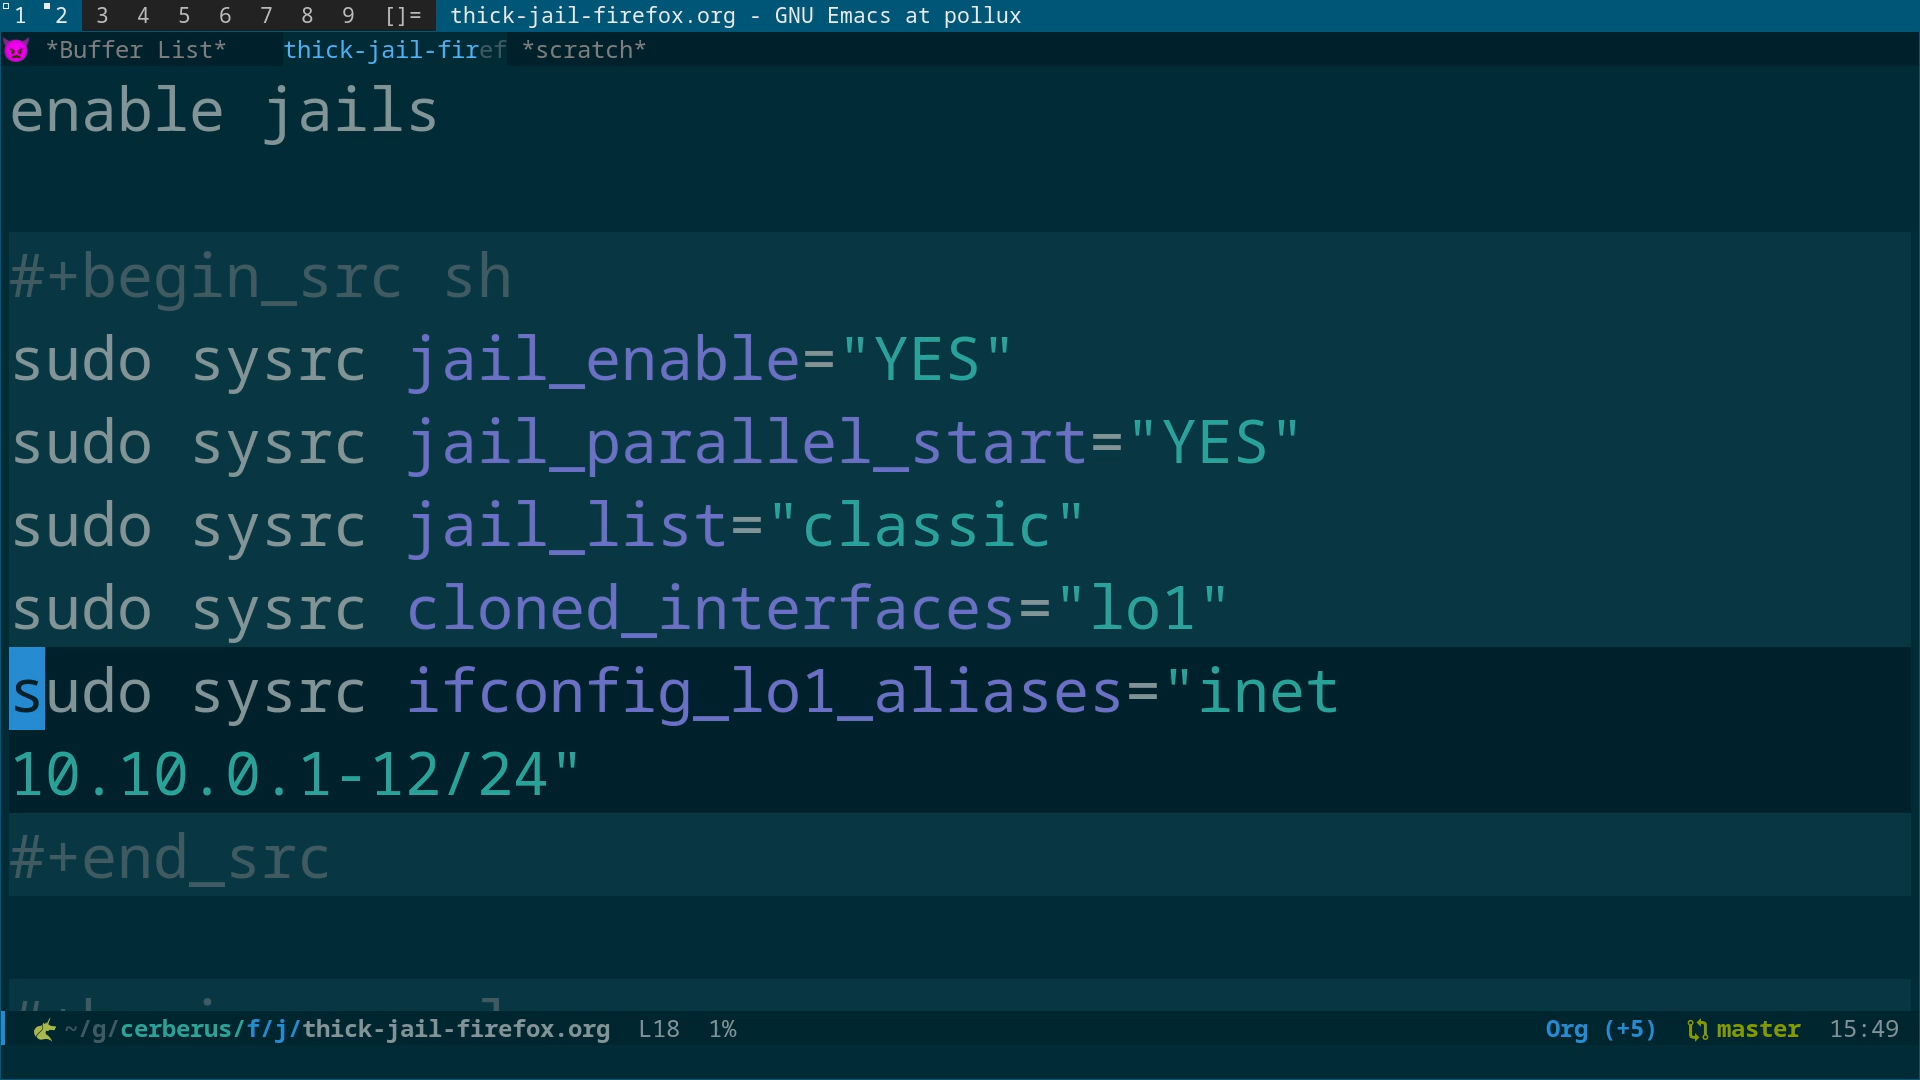 1 2 3 4 5 6 7 8 9 []= thick-jail-firefox.org - GNU Emacs at pollux
*Buffer List* thick-jail-firef *scratch*
enable jails
#+begin_src sh
sudo sysrc jail_enable="YES"
sudo sysrc jail_parallel_start="YES"
sudo sysrc jail_list="classic"
sudo sysrc cloned_interfaces="lo1"
sudo sysrc ifconfig_lo1_aliases="inet
10.10.0.1-12/24"
#+end_src
~/g/cerberus/f/j/thick-jail-firefox.org L18 1% Org (+5) master 15:49